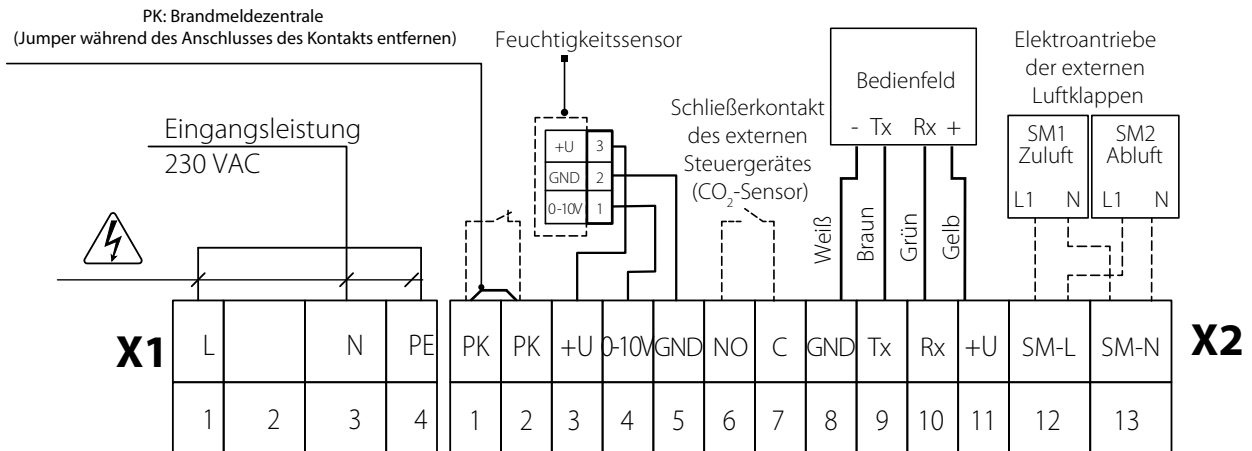 PK: Brandmeldezentrale
(Jumper während des Anschlusses des Kontakts entfernen)
Feuchtigkeitssensor
Elektroantriebe
der externen
Luftklappen
Bedienfeld
- Tx Rx +
Schließerkontakt
des externen
Steuergerätes
(CO₂-Sensor)
Eingangsleistung
230 VAC
+U 3
GND 2
0-10V 1
SM1
Zuluft
L1 N
SM2
Abluft
L1 N
Weiß
Braun
Grün
Gelb
X1
L N PE
PK PK +U 0-10V GND NO C GND Tx Rx +U SM-L SM-N
X2
1 2 3 4
1 2 3 4 5 6 7 8 9 10 11 12 13